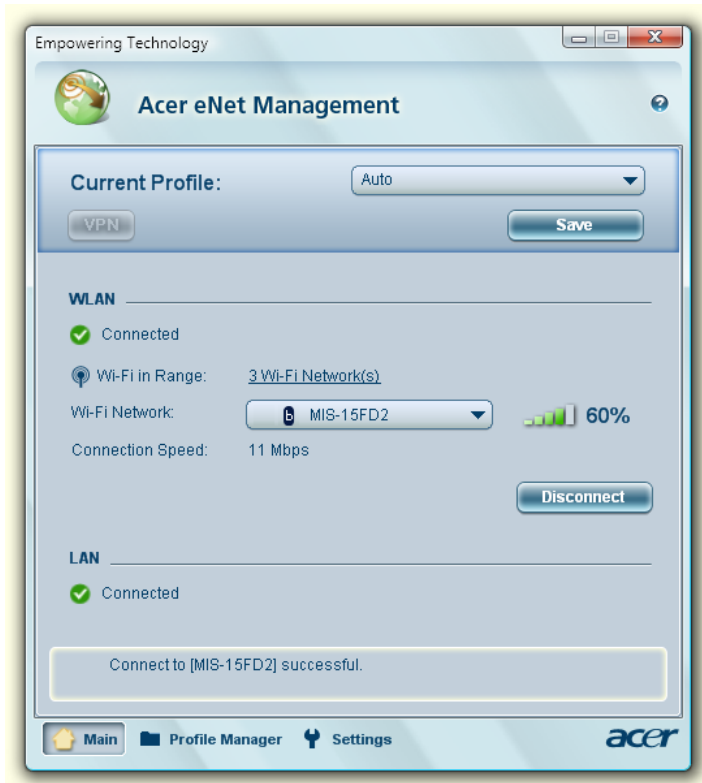 Empowering Technology
Acer eNet Management
Current Profile: Auto
VPN Save
WLAN
Connected
Wi-Fi in Range: 3 Wi-Fi Network(s)
Wi-Fi Network: b MIS-15FD2 60%
Connection Speed: 11 Mbps
Disconnect
LAN
Connected
Connect to [MIS-15FD2] successful.
Main Profile Manager Settings acer